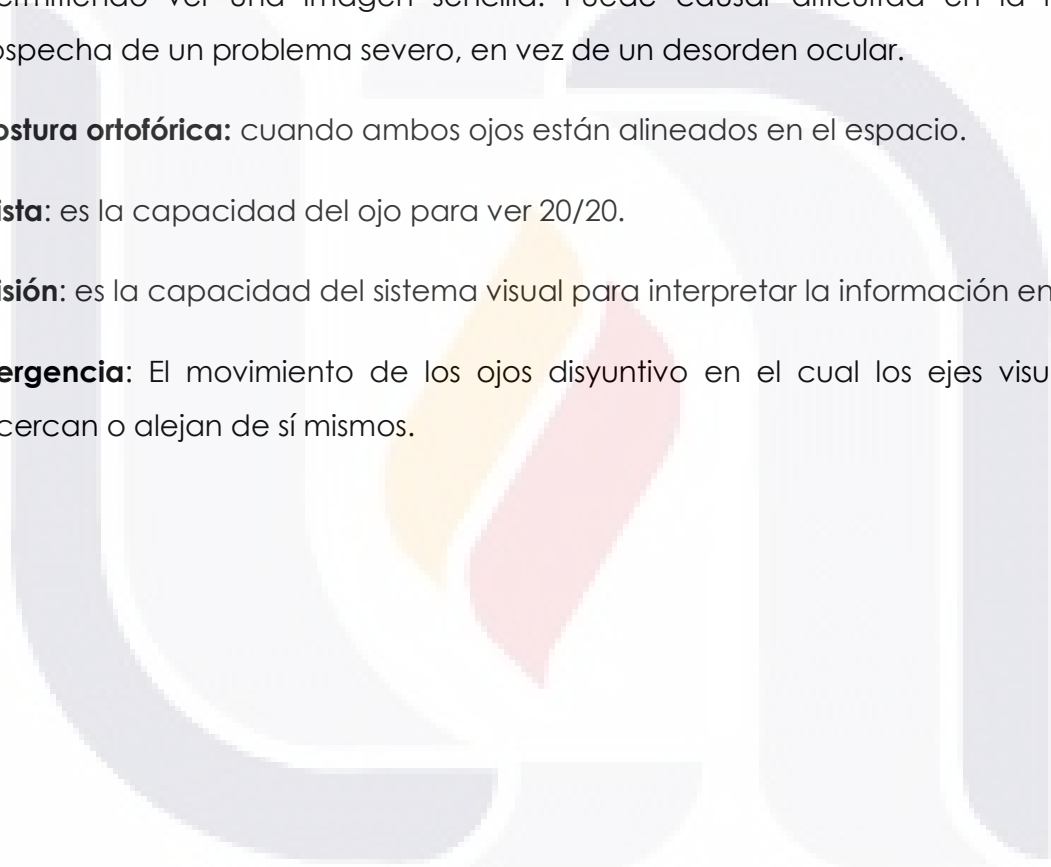 ver una imagen sencilla. Puede causar dificultad en la
ospecha de un problema severo, en vez de un desorden ocular.
ostura ortofórica: cuando ambos ojos están alineados en el espacio.
ista: es la capacidad del ojo para ver 20/20.
isión: es la capacidad del sistema visual para interpretar la información en
ergencia: El movimiento de los ojos disyuntivo en el cual los ejes visu
cercan o alejan de sí mismos.